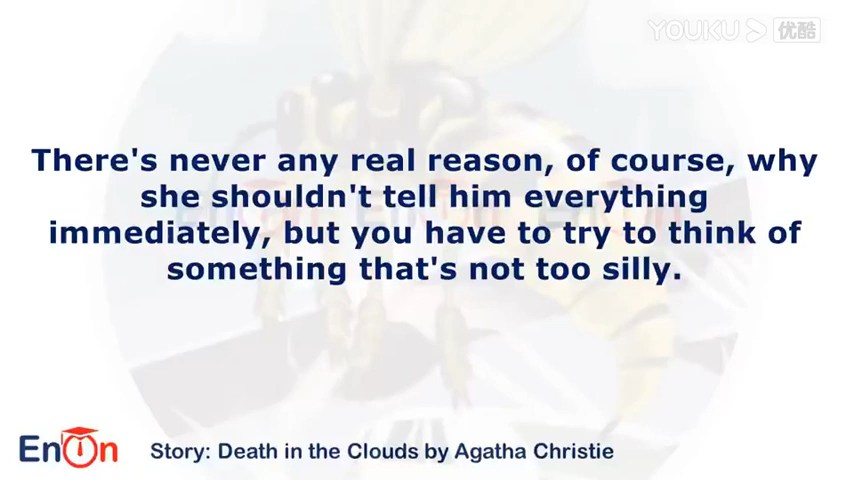 YOUKU 优酷
There's never any real reason, of course, why
she shouldn't tell him everything
immediately, but you have to try to think of
something that's not too silly.
EnOn
Story: Death in the Clouds by Agatha Christie